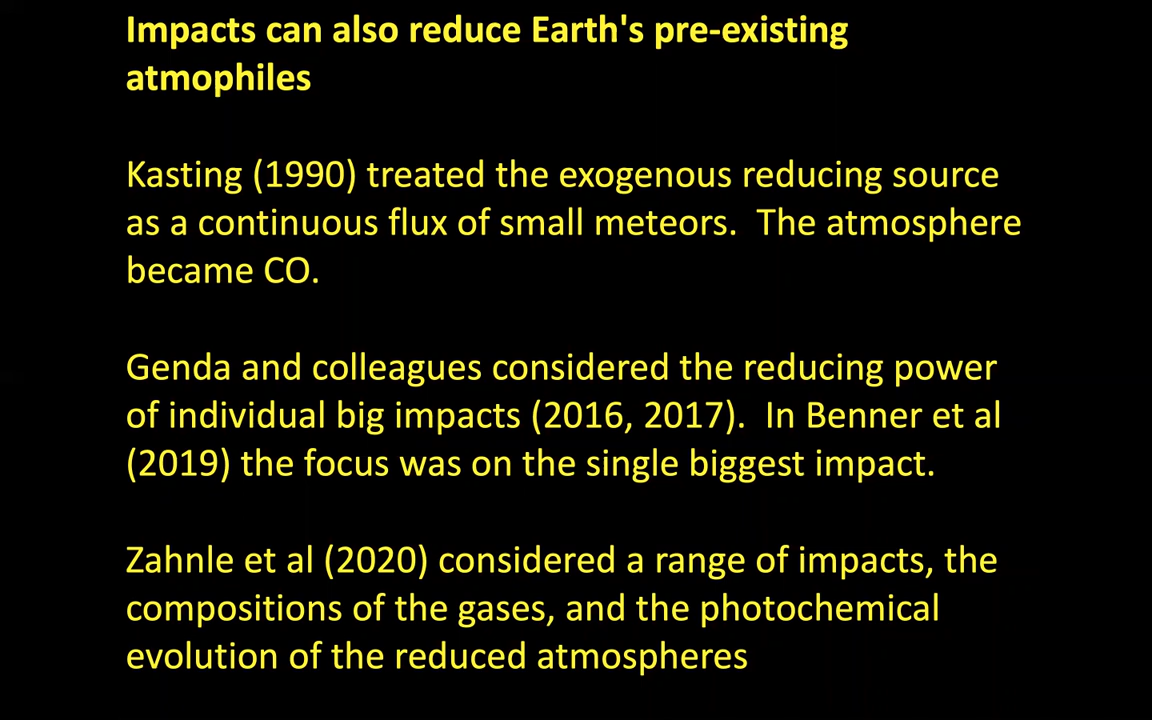 Impacts can also reduce Earth's pre-existing
atmophiles
Kasting (1990) treated the exogenous reducing source
as a continuous flux of small meteors.  The atmosphere
became CO.
Genda and colleagues considered the reducing power
of individual big impacts (2016, 2017).  In Benner et al
(2019) the focus was on the single biggest impact.
Zahnle et al (2020) considered a range of impacts, the
compositions of the gases, and the photochemical
evolution of the reduced atmospheres